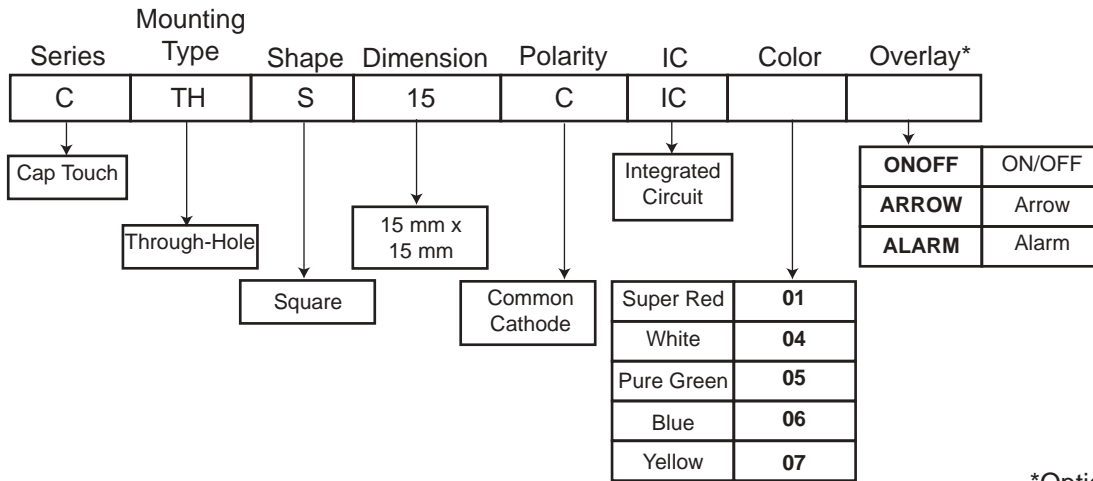 Mounting
Series Type Shape Dimension Polarity IC Color Overlay*
C TH S 15 C IC
Cap Touch
Through-Hole
Square
15 mm x
15 mm
Common
Cathode
Integrated
Circuit
ONOFF ON/OFF
ARROW Arrow
ALARM Alarm
Super Red 01
White 04
Pure Green 05
Blue 06
Yellow 07